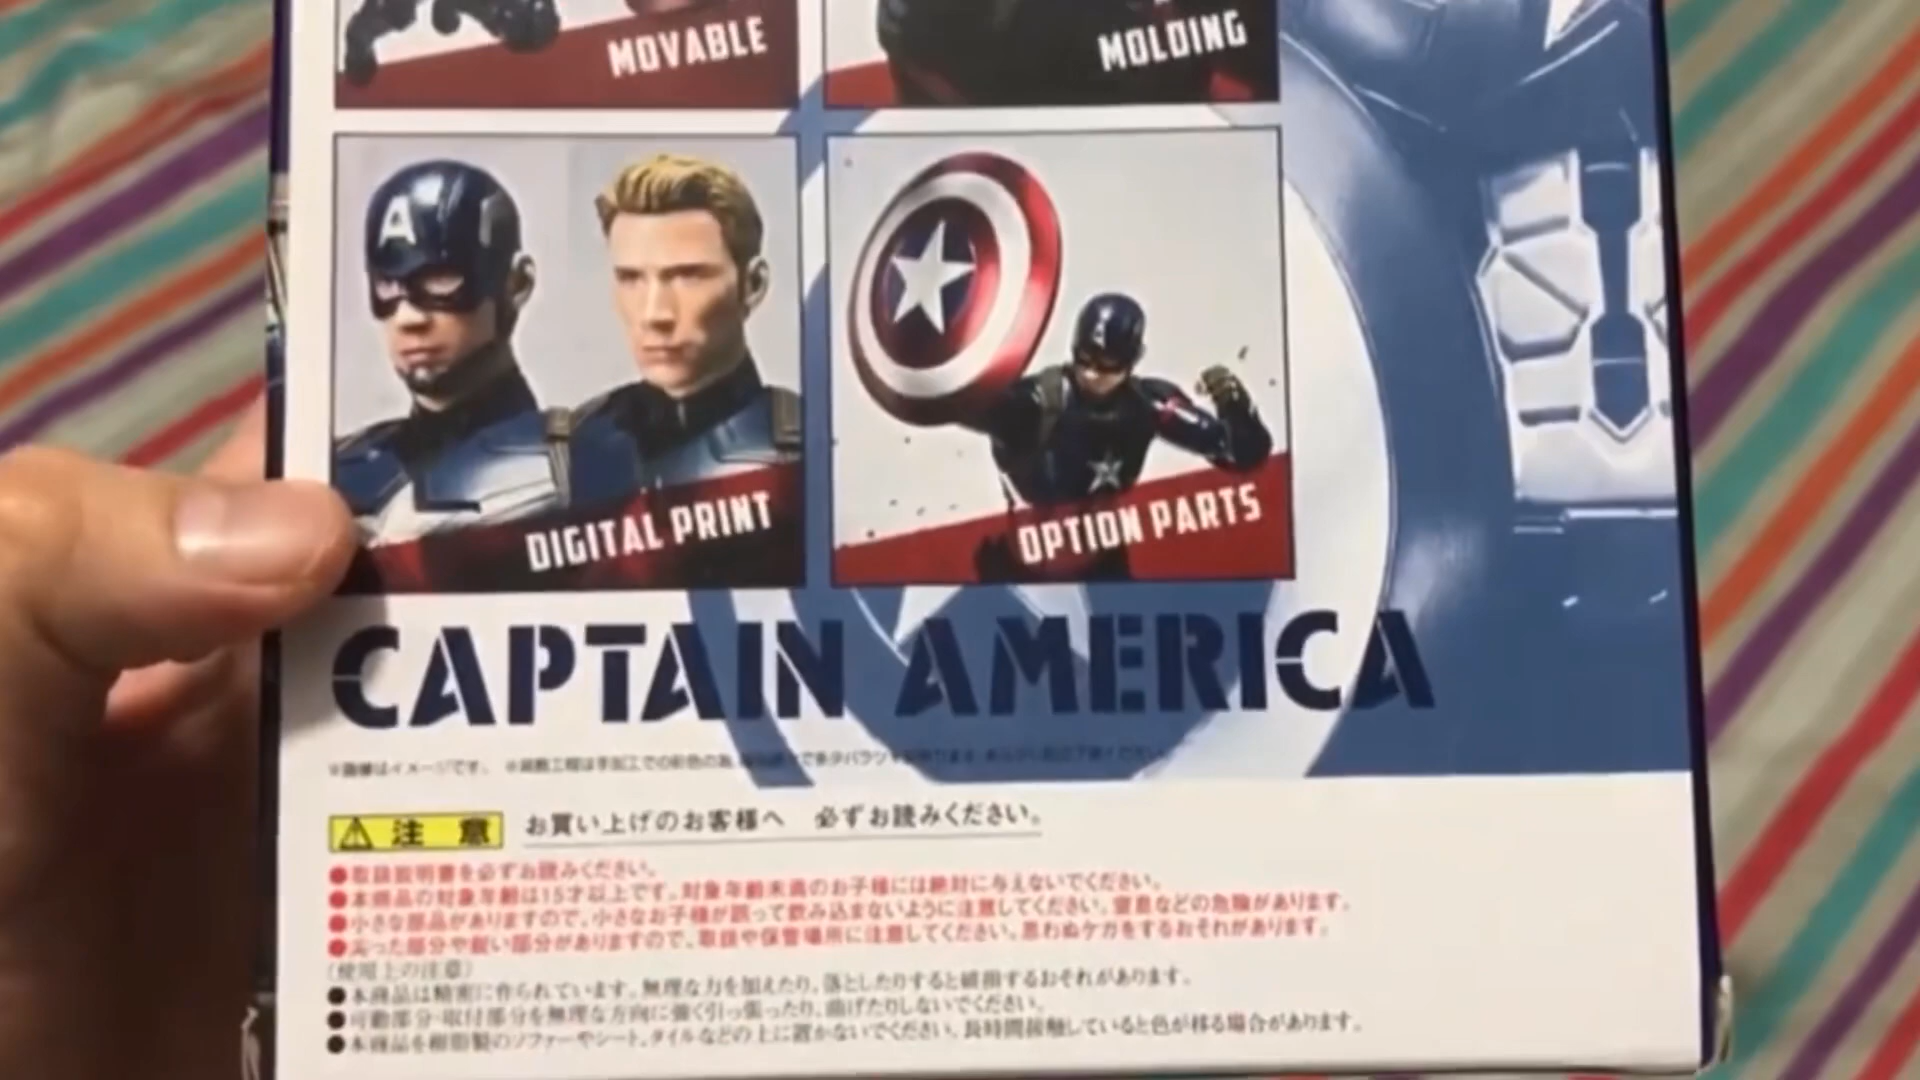 MOVABLE
MOLDING
A
DIGITAL PRINT
A
OPTION PARTS
CAPTAIN AMERICA
※画像はイメージです。
注 意
お買い上げのお客様へ 必ずお読みください。
●取扱説明書を必ずお読みください。
●本商品の対象年齢は15才以上です。対象年齢未満のお子様には絶対に与えないでください。
●小さな部品がありますので、小さなお子様が誤って飲み込まないように注意してください。窒息などの危険があります。
●尖った部分や鋭い部分がありますので、取扱や保管場所に注意してください。思わぬケガをするおそれがあります。
〈使用上の注意〉
●本商品は精密に作られています。無理な力を加えたり、落としたりすると破損するおそれがあります。
●可動部分・取付部分を無理な方向に強く引っ張ったり、曲げたりしないでください。
●本商品を樹脂製のソファーやシート、タイルなどの上に置かないでください。長時間接触していると色が移る場合があります。